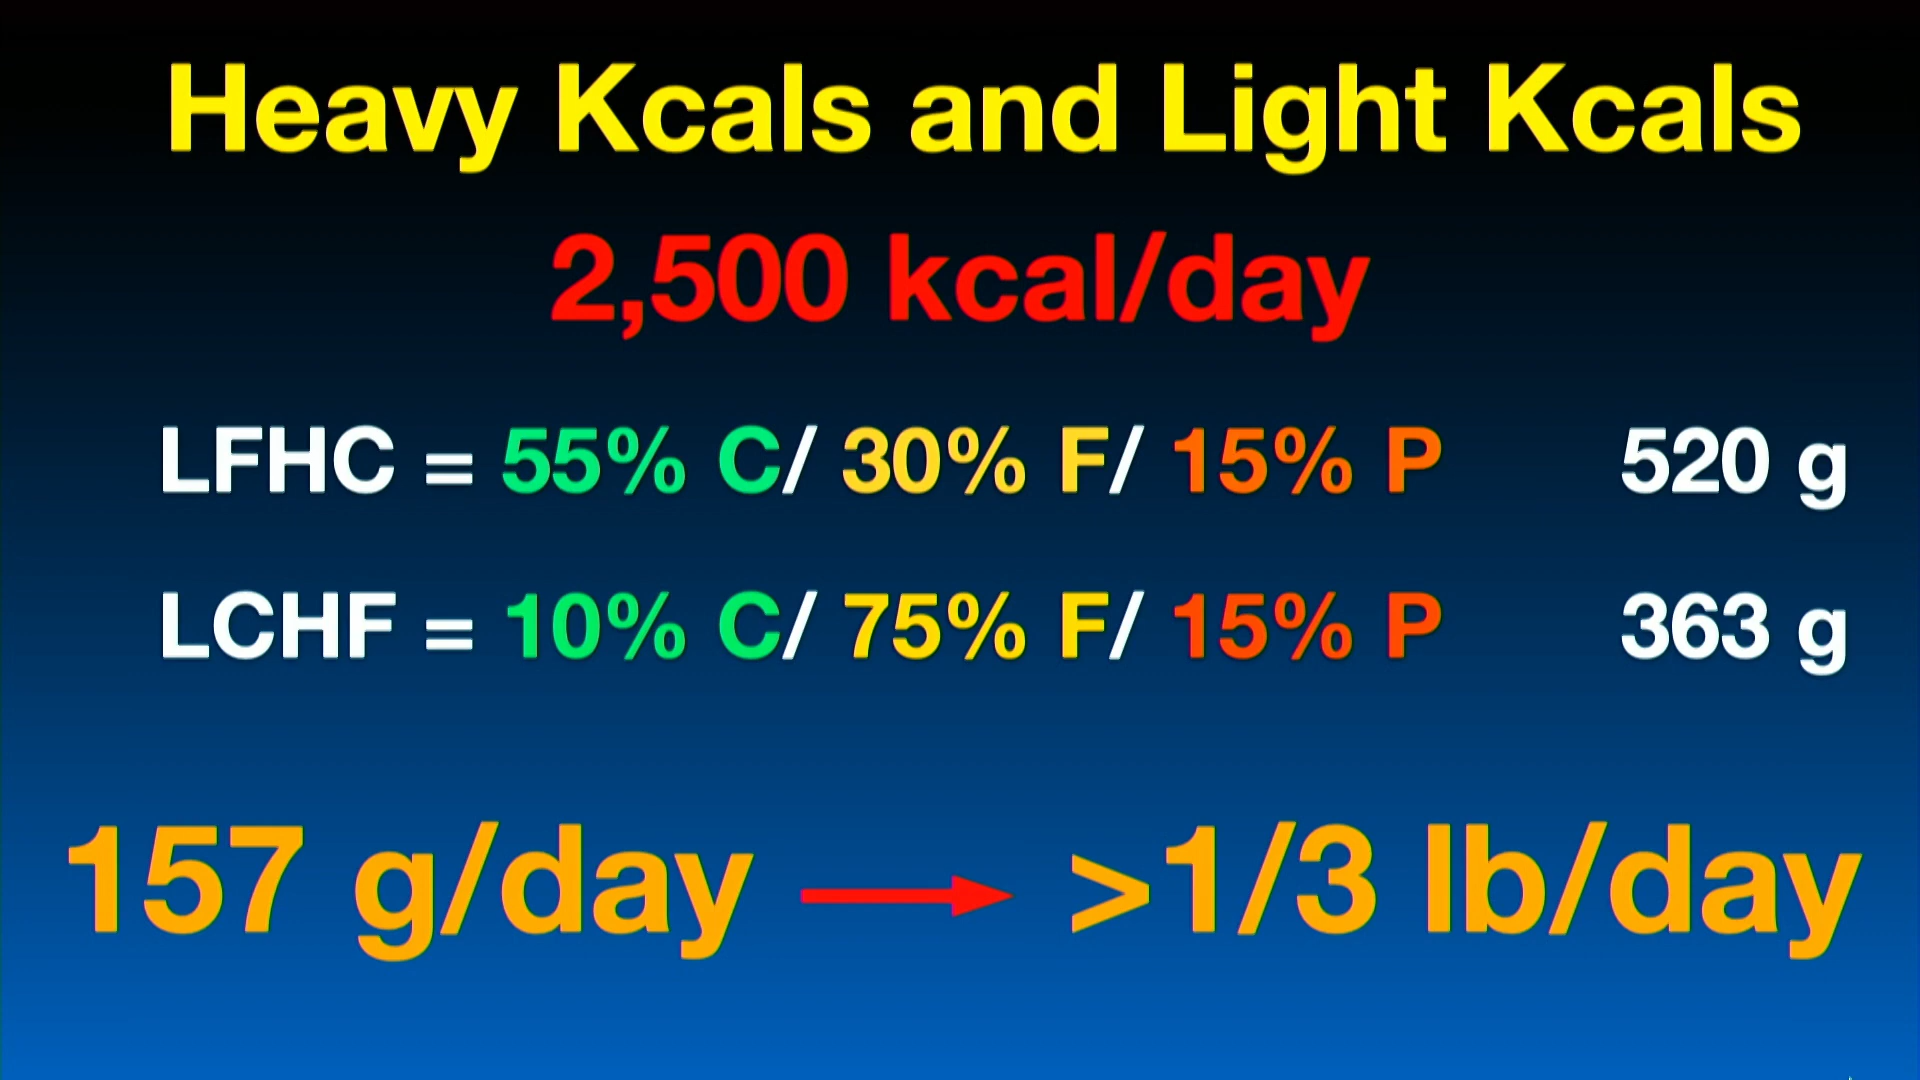 Heavy Kcals and Light Kcals
2,500 kcal/day
LFHC = 55% C/ 30% F/ 15% P 520 g
LCHF = 10% C/ 75% F/ 15% P 363 g
157 g/day → >1/3 lb/day